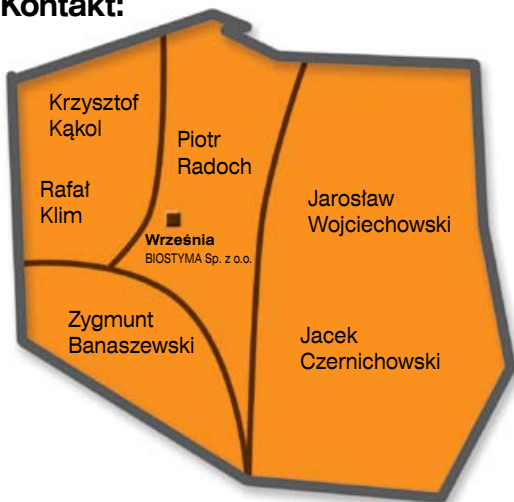 Kontakt:
Krzysztof
Kąkol
Rafał
Klim
Piotr
Radoch
Września
BIOSTYMA Sp. z o.o.
Jarosław
Wojciechowski
Zygmunt
Banaszewski
Jacek
Czernichowski